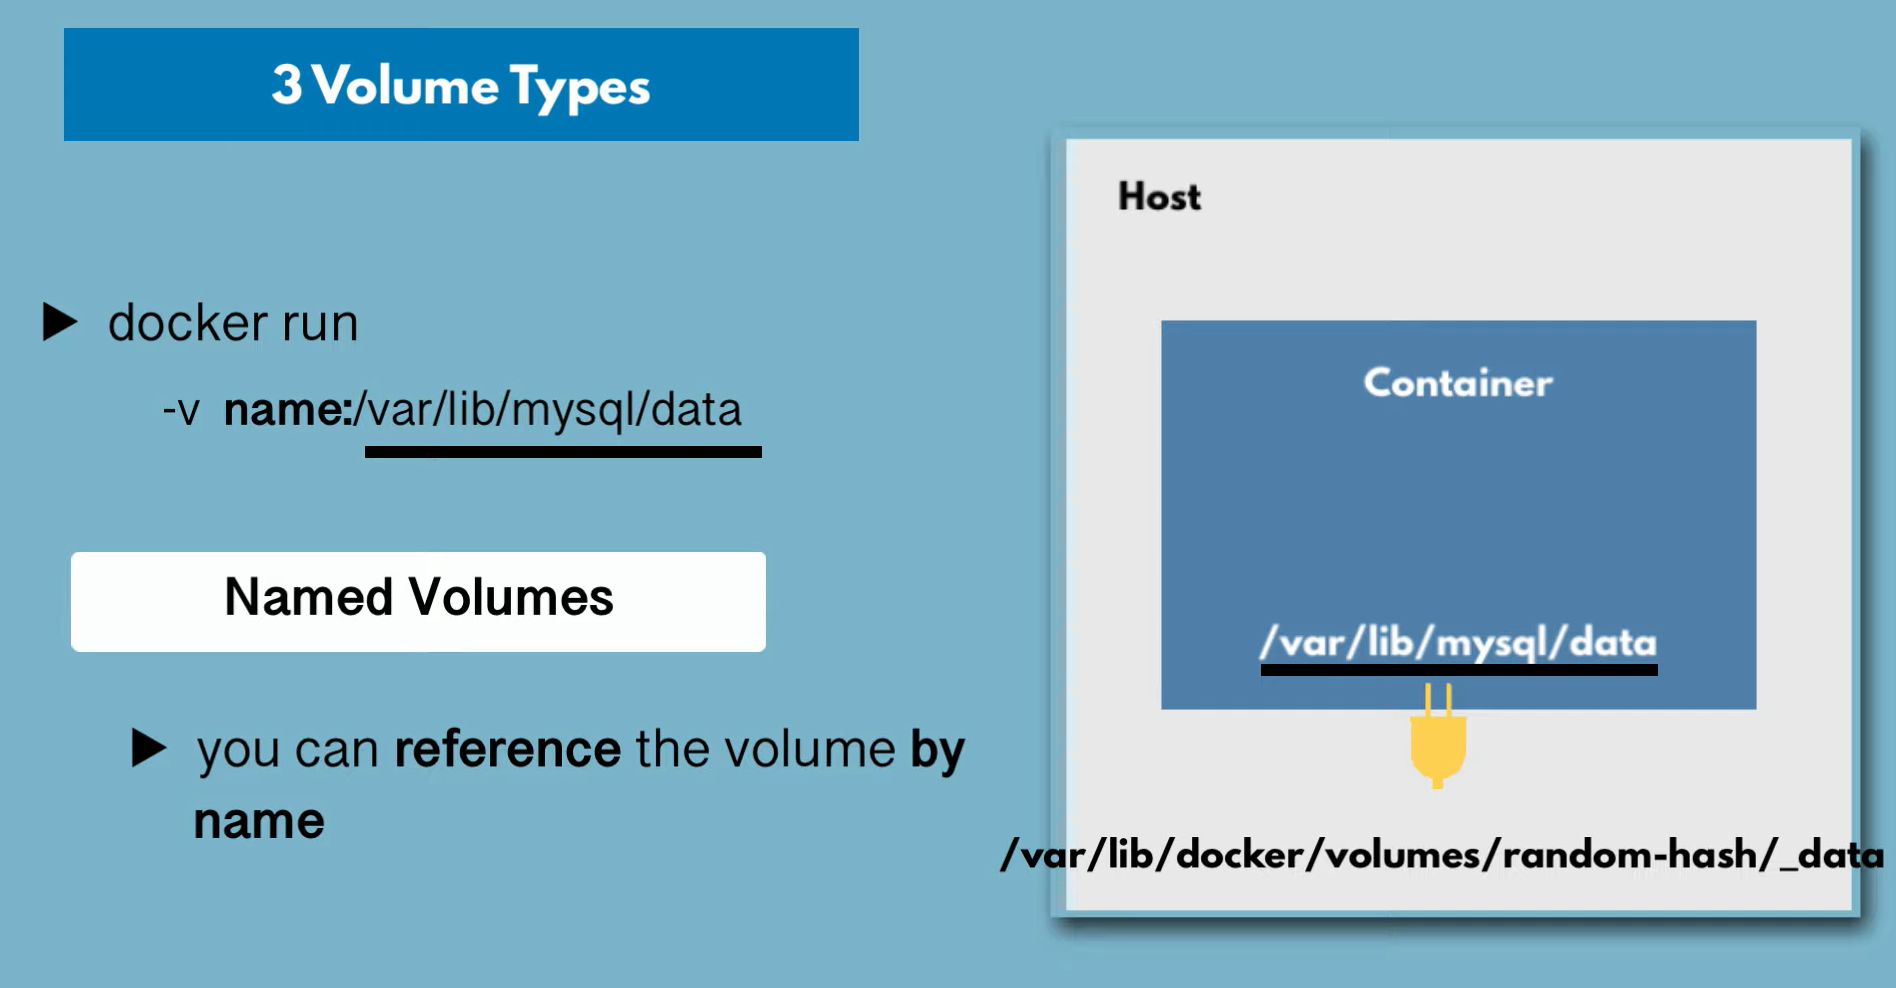 3 Volume Types
Host
docker run
Container
-v name:/var/lib/mysql/data
Named Volumes
/var/lib/mysql/data
you can reference the volume by
name
/var/lib/docker/volumes/random-hash/_data